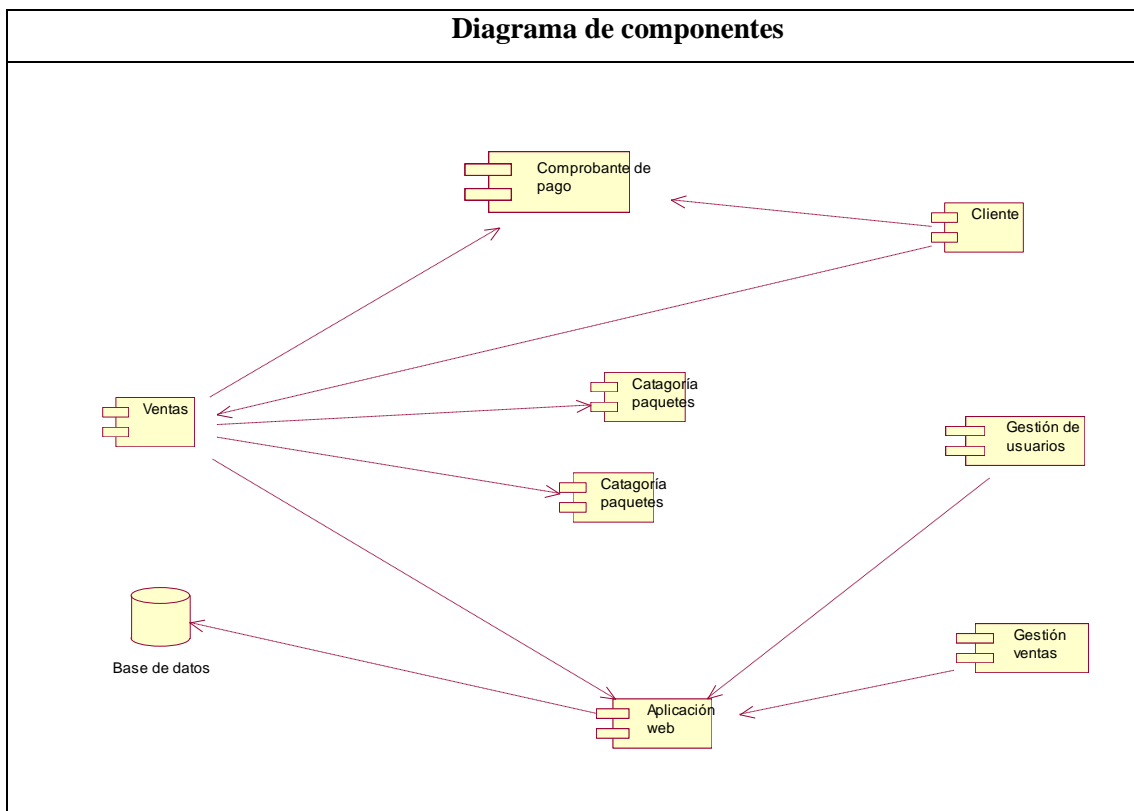 Diagrama de componentes
Comprobante de
pago
Cliente
Ventas
Catagoría
paquetes
Gestión de
usuarios
Catagoría
paquetes
Base de datos
Gestión
ventas
Aplicación
web